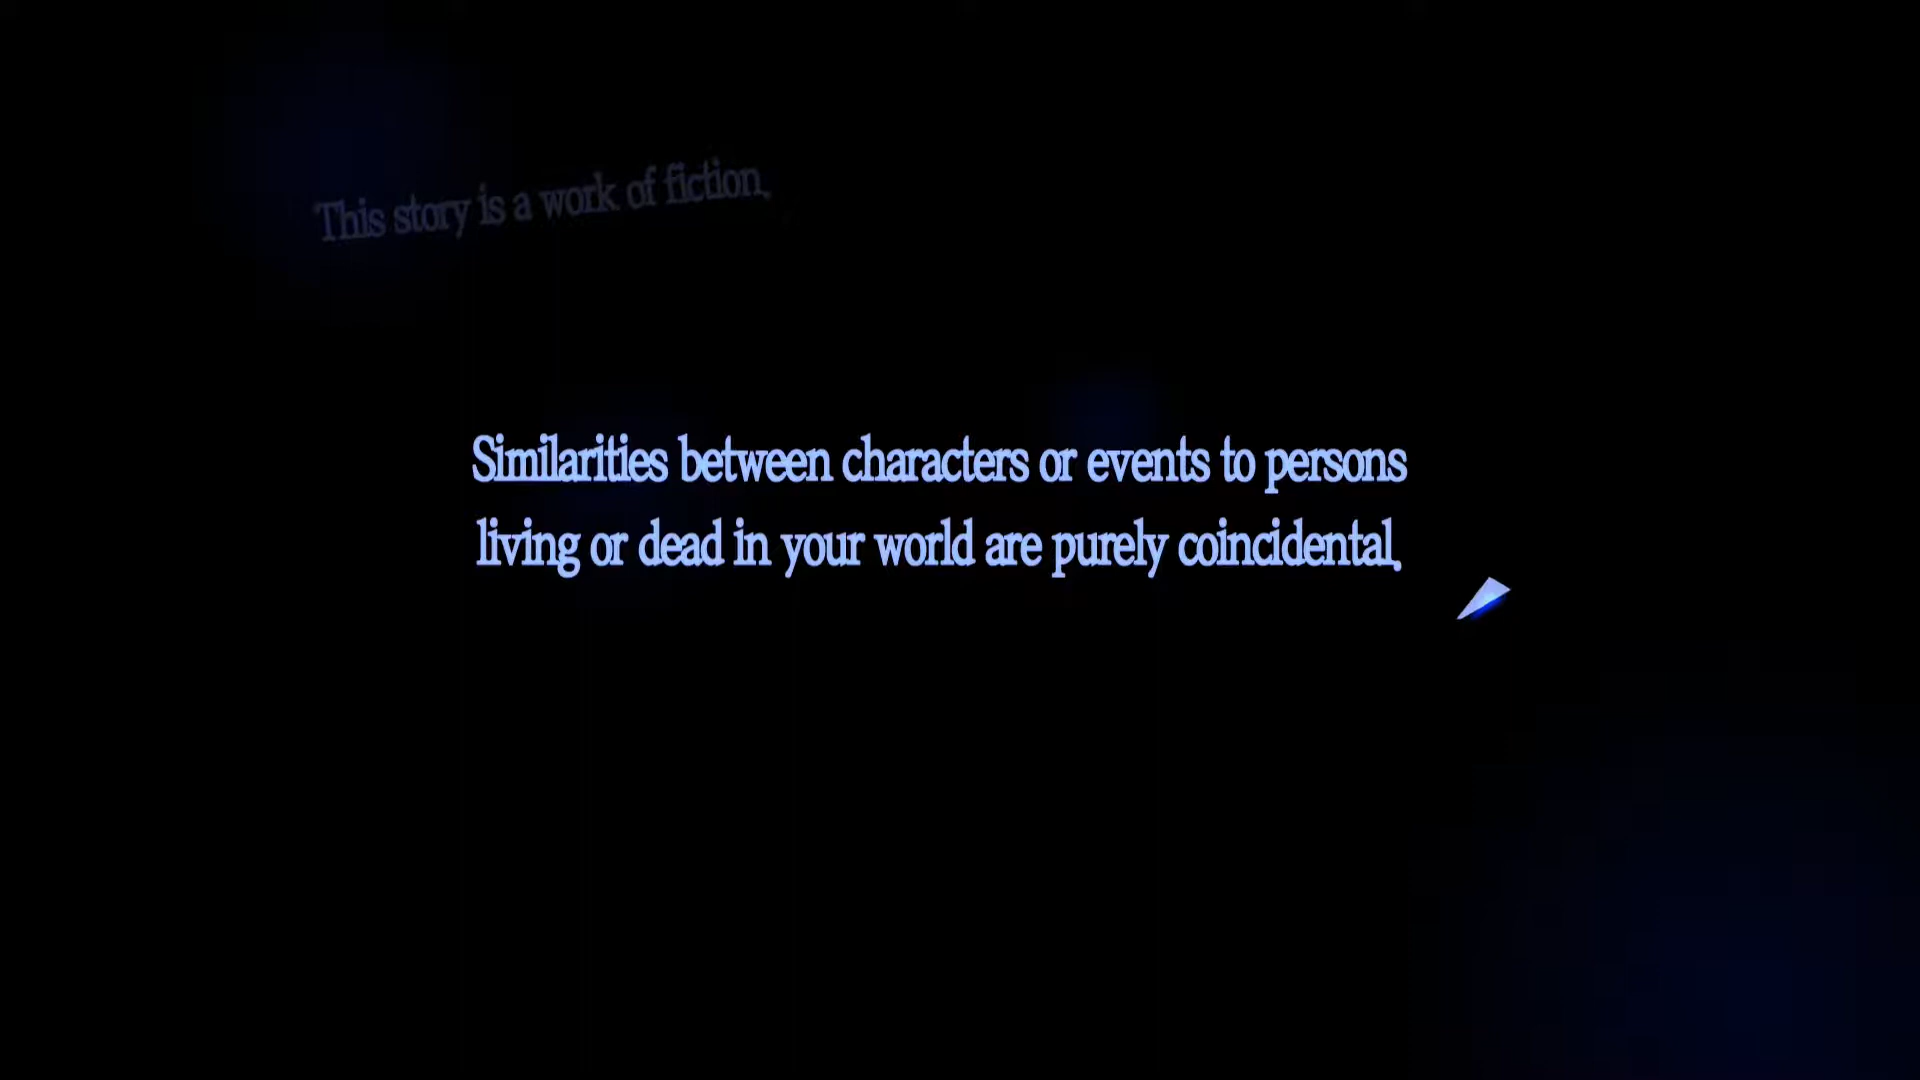 This story is a work of fiction.
Similarities between characters or events to persons
living or dead in your world are purely coincidental.